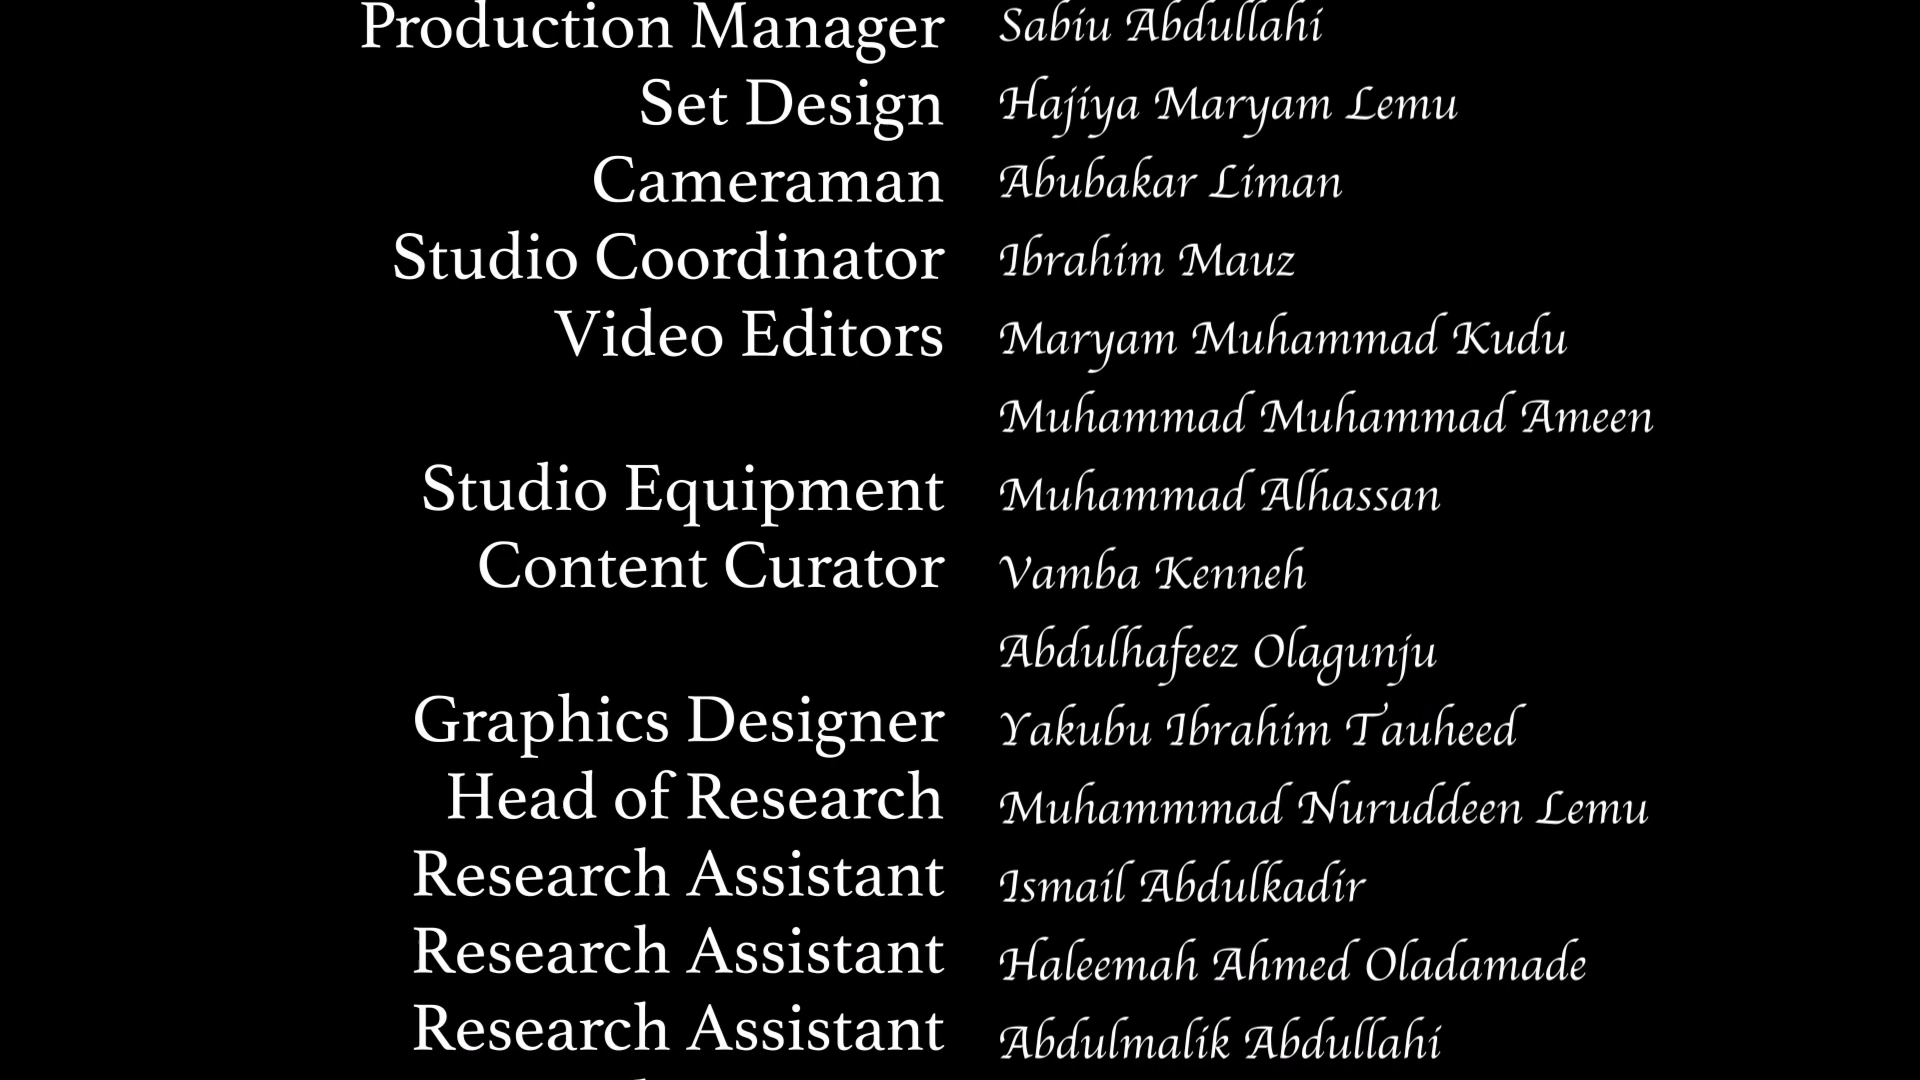 Production Manager Sabiu Abdullahi
Set Design Hajiya Maryam Lemu
Cameraman Abubakar Liman
Studio Coordinator Ibrahim Mauz
Video Editors Maryam Muhammad Kudu
Muhammad Muhammad Ameen
Studio Equipment Muhammad Alhassan
Content Curator Vamba Kenneh
Abdulhafeez Olagunju
Graphics Designer Yakubu Ibrahim Tauheed
Head of Research Muhammmad Nuruddeen Lemu
Research Assistant Ismail Abdulkadir
Research Assistant Haleemah Ahmed Oladamade
Research Assistant Abdulmalik Abdullahi